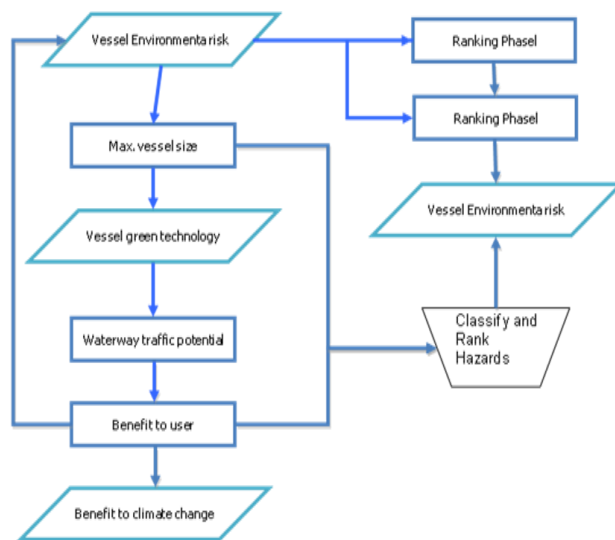 Vessel Environmenta risk
Ranking Phasel
Ranking Phasel
Max. vessel size
Vessel Environmenta risk
Vessel green technology
Classify and
Rank
Hazards
Waterway traffic potential
Benefit to user
Benefit to climate change